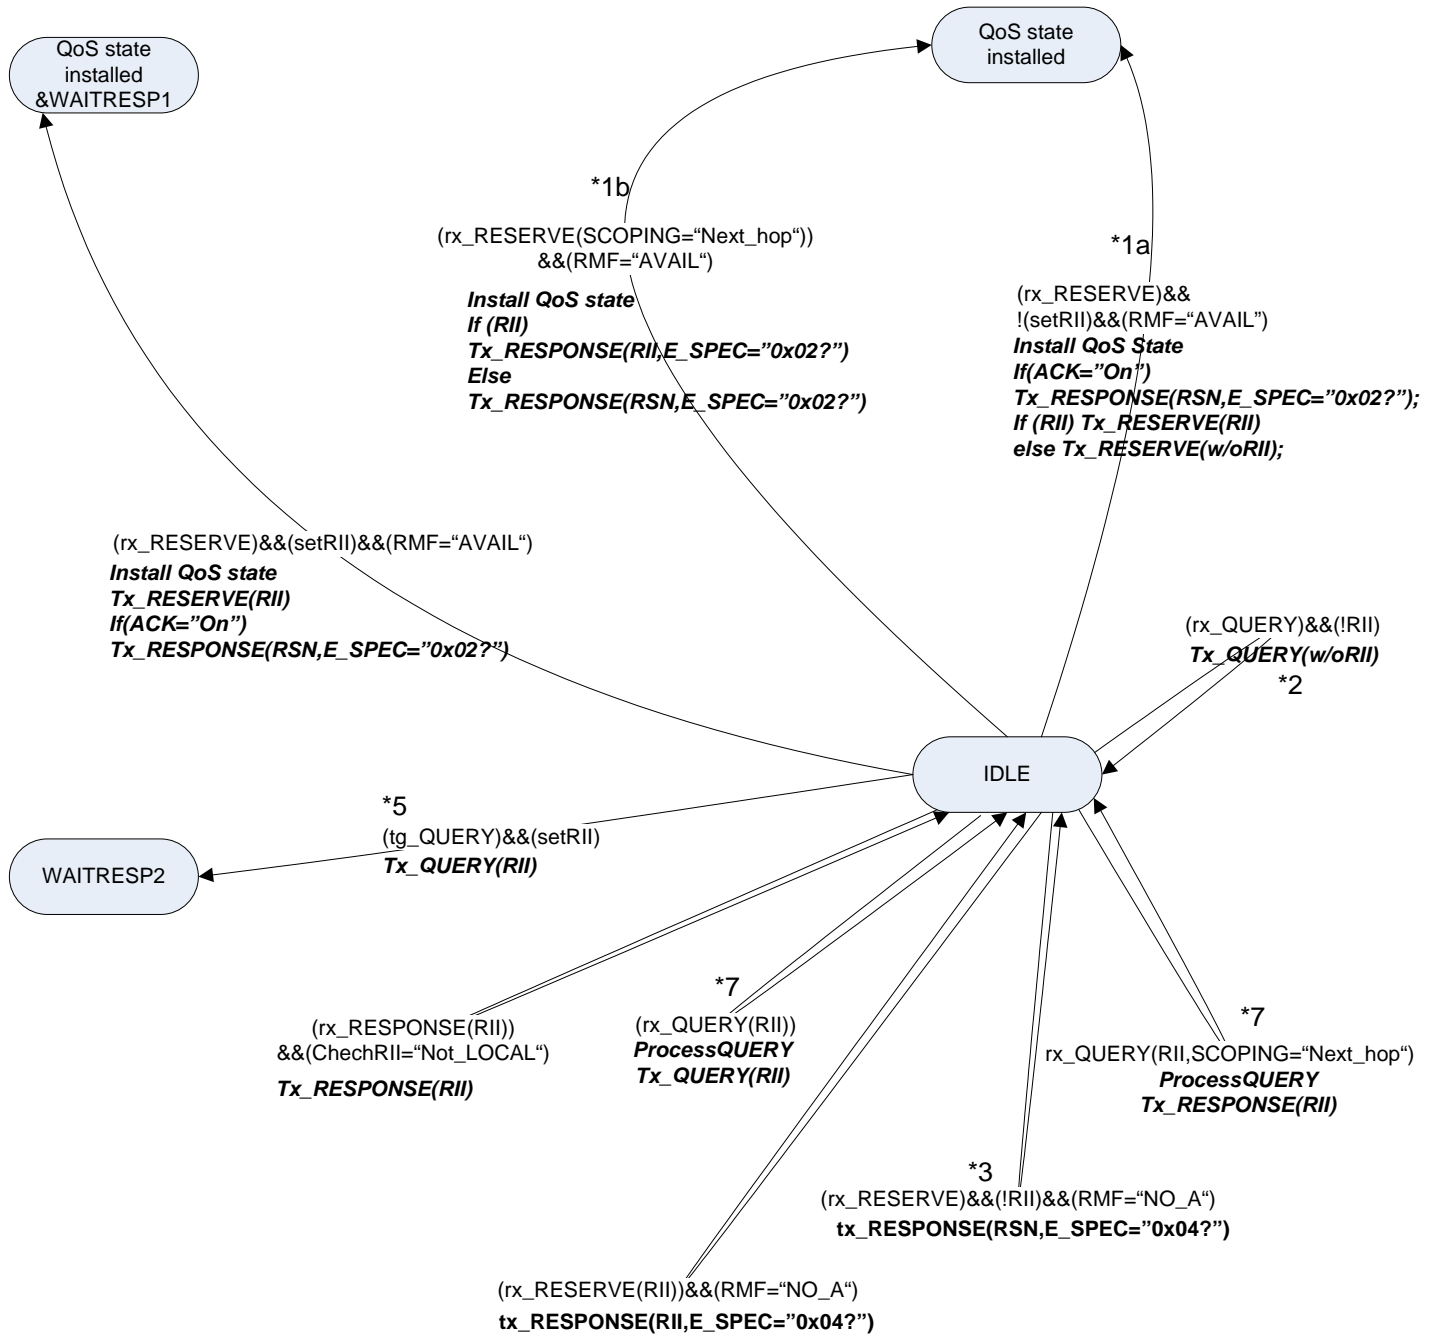 QoS state
installed
&WAITRESP1
QoS state
installed
*1b
(rx_RESERVE(SCOPING=“Next_hop“))
&&(RMF=“AVAIL“)
Install QoS state
If (RII)
Tx_RESPONSE(RII,E_SPEC=”0x02?”)
Else
Tx_RESPONSE(RSN,E_SPEC=”0x02?”)
*1a
(rx_RESERVE)&&
!(setRII)&&(RMF=“AVAIL”)
Install QoS State
If(ACK=”On”)
Tx_RESPONSE(RSN,E_SPEC=”0x02?”);
If (RII) Tx_RESERVE(RII)
else Tx_RESERVE(w/oRII);
(rx_RESERVE)&&(setRII)&&(RMF=“AVAIL“)
Install QoS state
Tx_RESERVE(RII)
If(ACK=”On”)
Tx_RESPONSE(RSN,E_SPEC=”0x02?”)
(rx_QUERY)&&(!RII)
Tx_QUERY(w/oRII)
*2
IDLE
*5
(tg_QUERY)&&(setRII)
Tx_QUERY(RII)
WAITRESP2
(rx_RESPONSE(RII))
&&(ChechRII=“Not_LOCAL“)
Tx_RESPONSE(RII)
*7
(rx_QUERY(RII))
ProcessQUERY
Tx_QUERY(RII)
*7
rx_QUERY(RII,SCOPING=“Next_hop“)
ProcessQUERY
Tx_RESPONSE(RII)
*3
(rx_RESERVE)&&(!RII)&&(RMF=“NO_A“)
tx_RESPONSE(RSN,E_SPEC=”0x04?”)
(rx_RESERVE(RII))&&(RMF=“NO_A“)
tx_RESPONSE(RII,E_SPEC=”0x04?”)